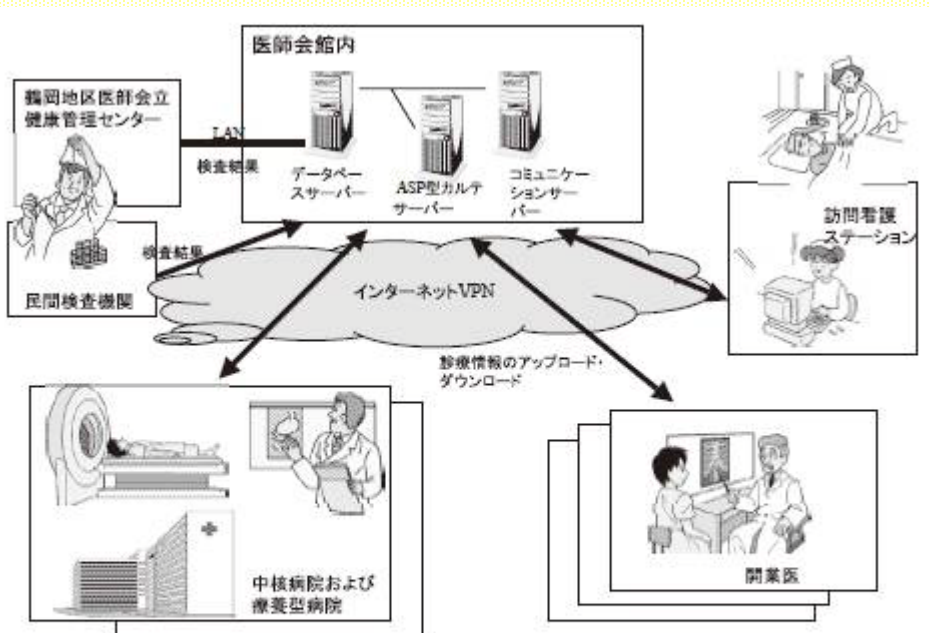 医師会館内
鶴岡地区医師会立
健康管理センター
LAN
検査結果
データベー
スサーバー
ASP型カルテ
サーバー
コミュニケー
ションサー
バー
訪問看護
ステーション
検査結果
民間検査機関
インターネットVPN
診療情報のアップロード・
ダウンロード
中核病院および
療養型病院
開業医